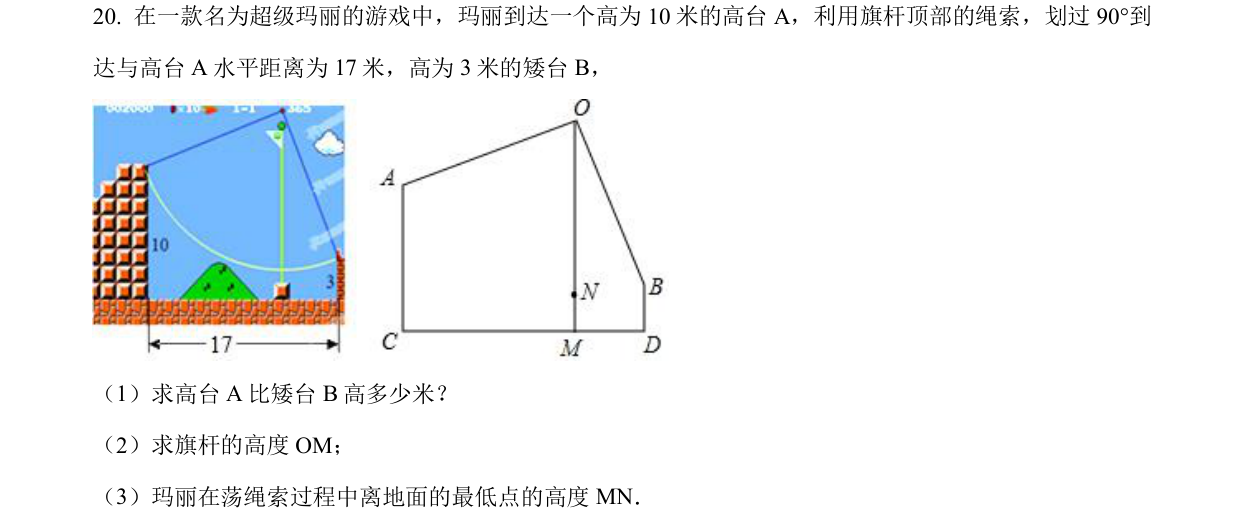 20. 在一款名为超级玛丽的游戏中，玛丽到达一个高为 10 米的高台 A，利用旗杆顶部的绳索，划过 90°到
达与高台 A 水平距离为 17 米，高为 3 米的矮台 B，
1-1
O
A
10
3
N
B
17
C
M
D
（1）求高台 A 比矮台 B 高多少米？
（2）求旗杆的高度 OM；
（3）玛丽在荡绳索过程中离地面的最低点的高度 MN．